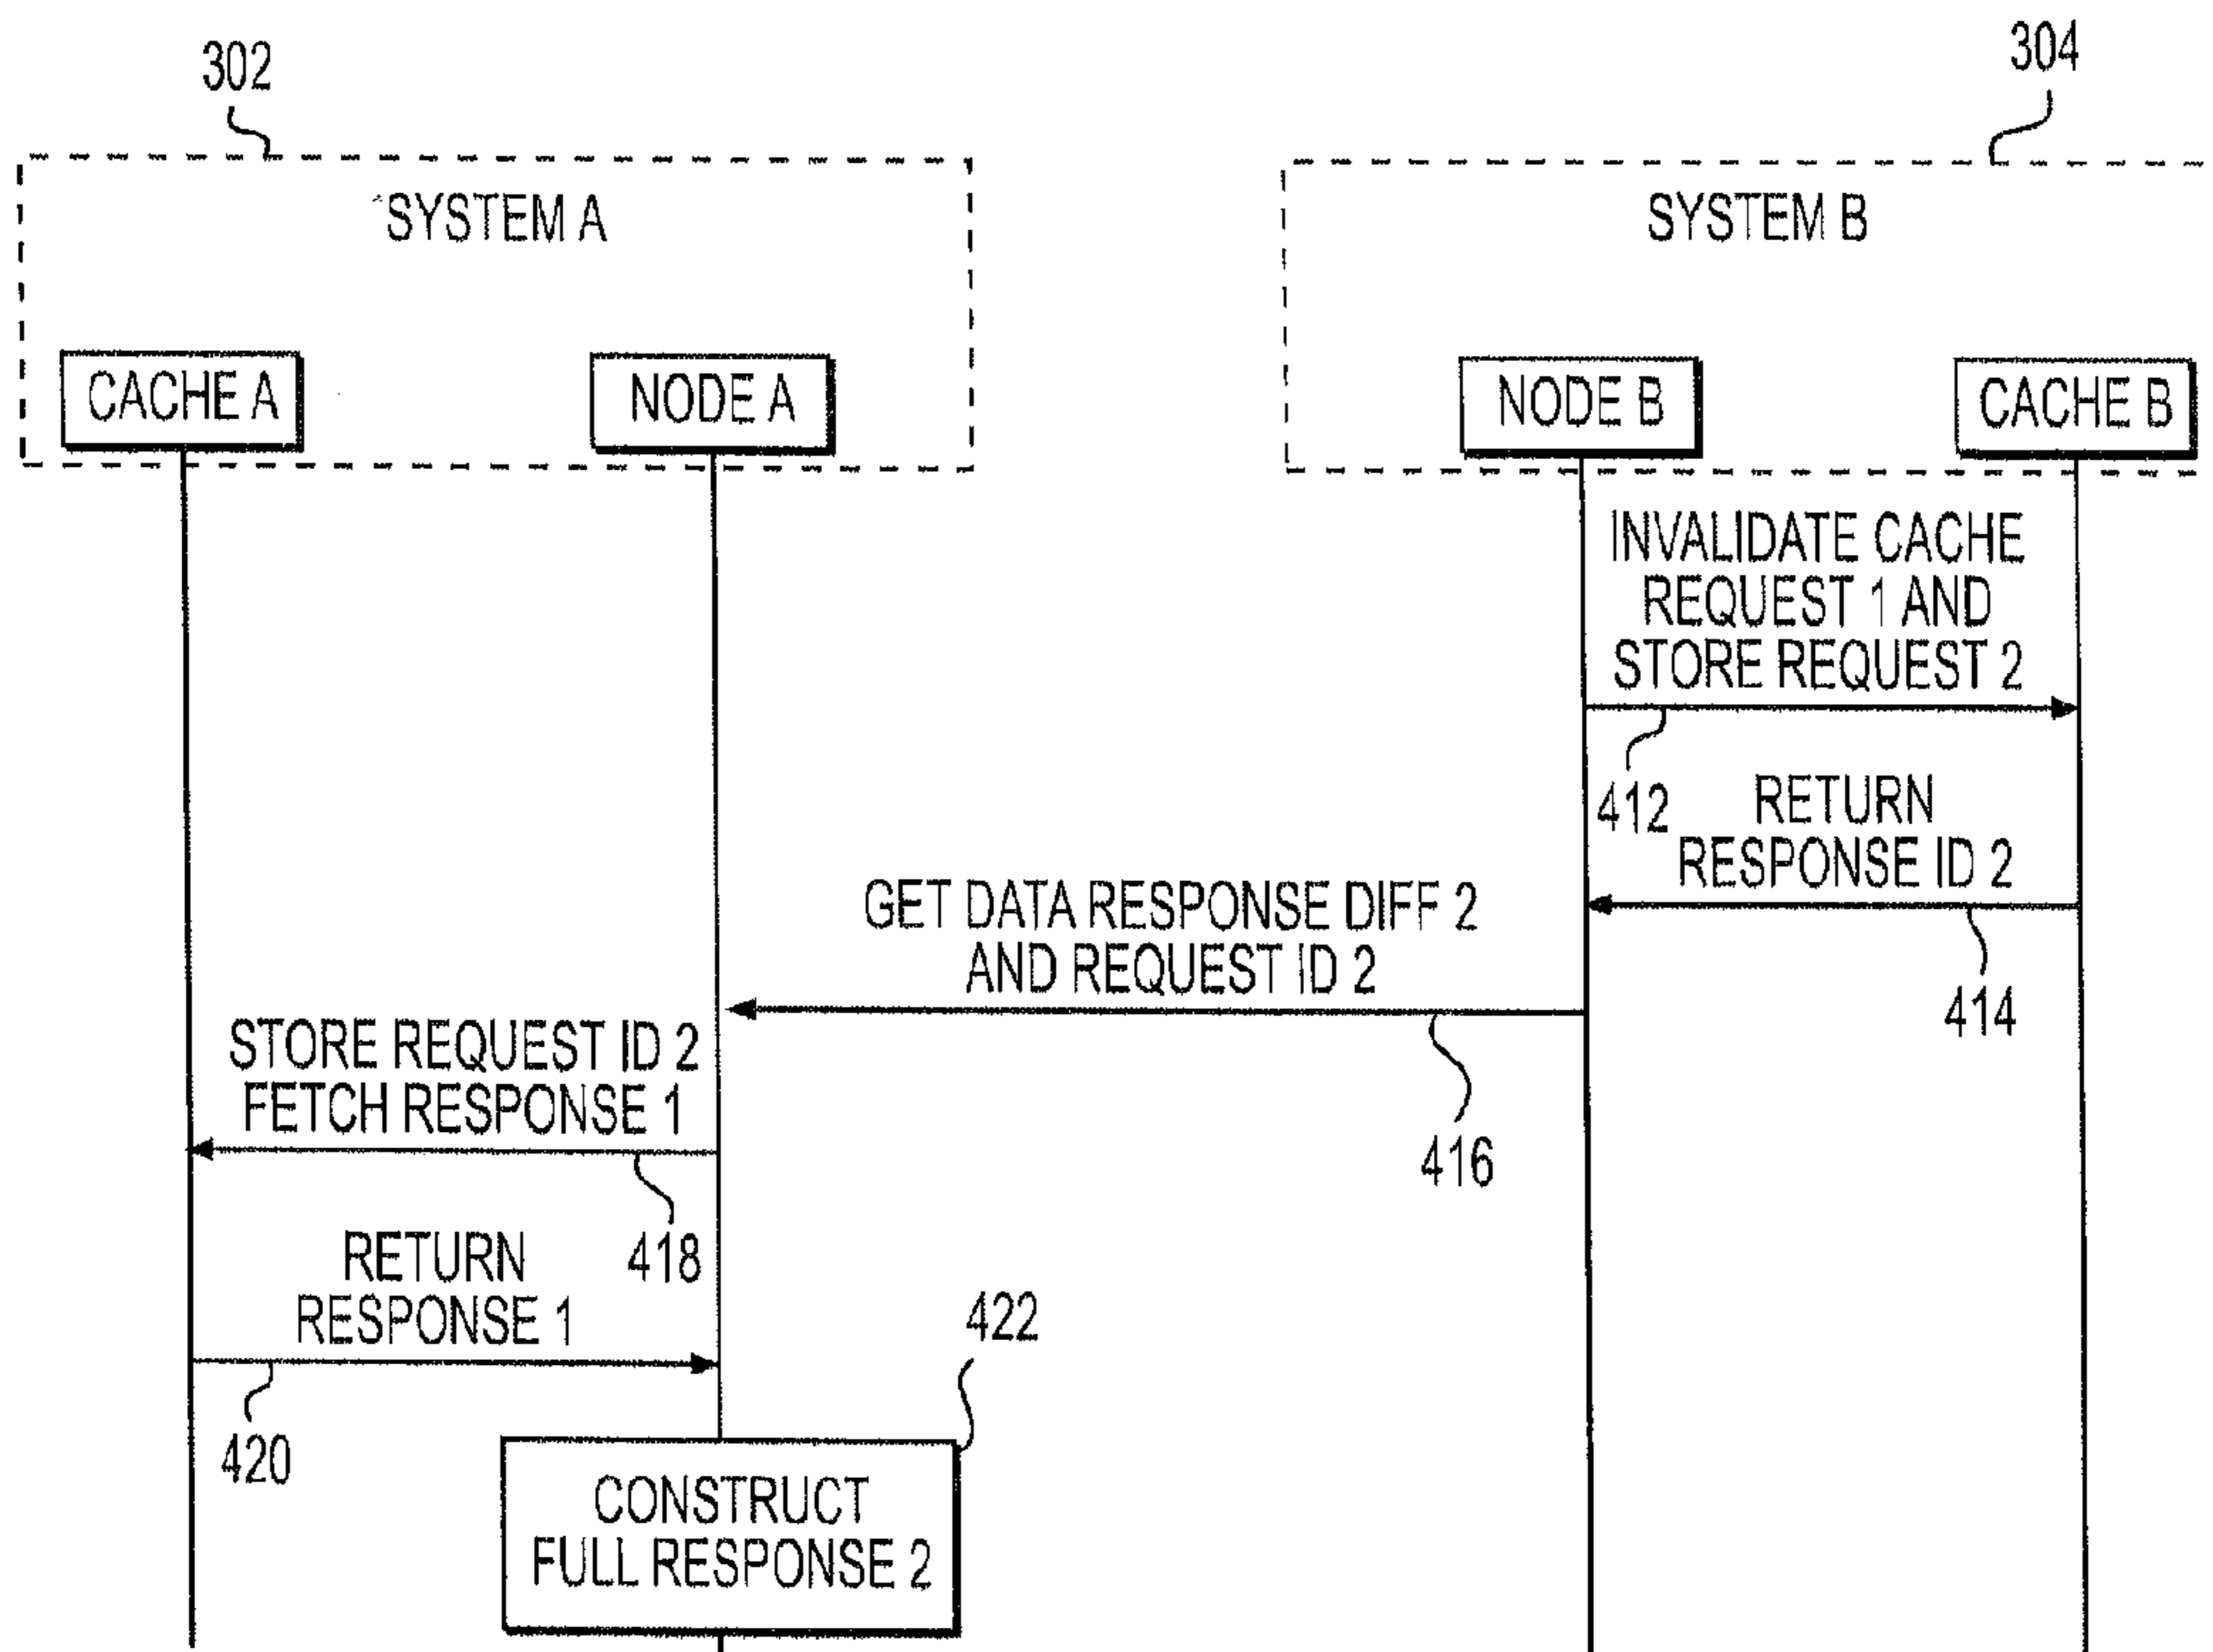 302
304
SYSTEM A
SYSTEM B
CACHE A
NODE A
NODE B
CACHE B
INVALIDATE CACHE
REQUEST 1 AND
STORE REQUEST 2
412
RETURN
RESPONSE ID 2
414
GET DATA RESPONSE DIFF 2
AND REQUEST ID 2
416
STORE REQUEST ID 2
FETCH RESPONSE 1
418
RETURN
RESPONSE 1
420
422
CONSTRUCT
FULL RESPONSE 2